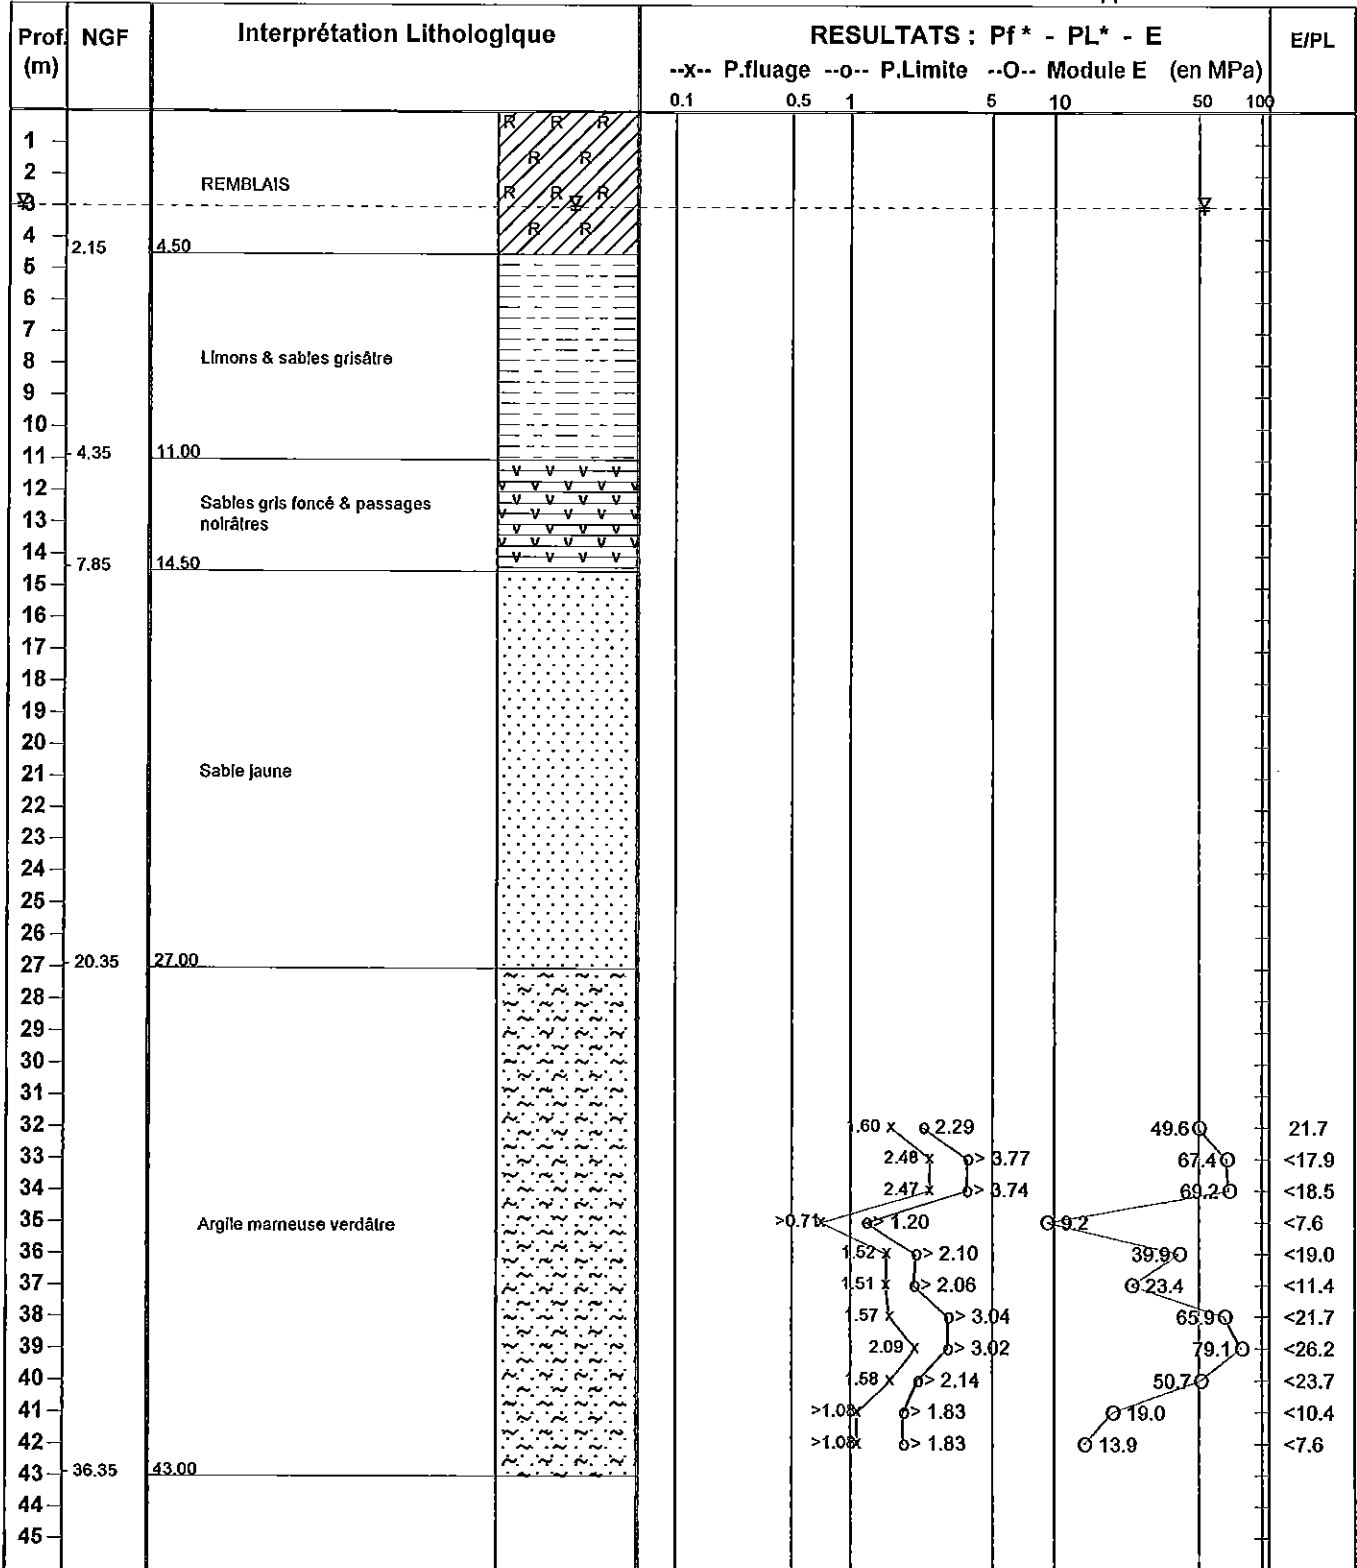 Prof. (m) NGF Interprétation Lithologique RESULTATS : Pf* - PL* - E E/PL
--x-- P.fluage --o-- P.Limite --O-- Module E (en MPa)
0.1 0.5 1 5 10 50 100
R R R
1
R R
2
REMBLAIS
R R R
3
R R
4
2.15 4.50
5
6
7
Limons & sables grisâtre
8
9
10
11 - 4.35 11.00
12
Sables gris foncé & passages
noirâtres
13
14
- 7.85 14.50
15
16
17
18
19
20
21 Sable jaune
22
23
24
25
26
27 - 20.35 27.00
28
29
30
31
32 1.60 2.29 49.6 21.7
33 2.48 > 3.77 67.4 <17.9
34 2.47 > 3.74 69.2 <18.5
35 Argile marneuse verdâtre >0.71 > 1.20 9.2 <7.6
36 1.52 > 2.10 39.9 <19.0
37 1.51 > 2.06 23.4 <11.4
38 1.57 > 3.04 65.9 <21.7
39 2.09 > 3.02 79.1 <26.2
40 1.58 > 2.14 50.7 <23.7
41 >1.08 > 1.83 19.0 <10.4
42 >1.08 > 1.83 13.9 <7.6
43 - 36.35 43.00
44
45